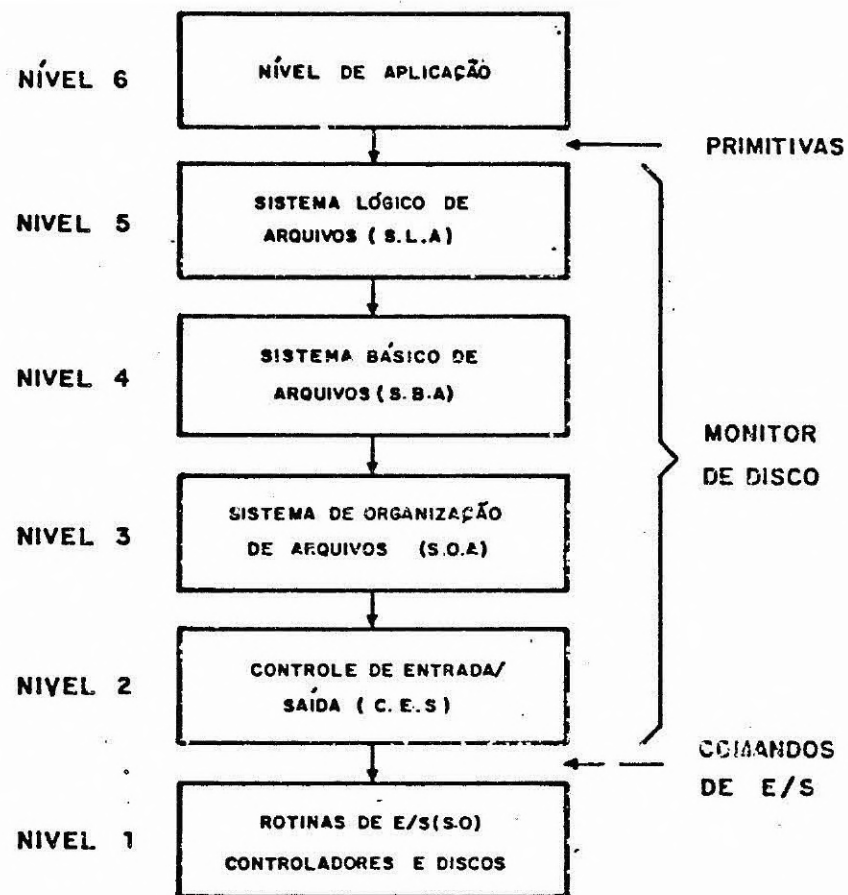 NÍVEL 6
NÍVEL DE APLICAÇÃO
PRIMITIVAS
NIVEL 5
SISTEMA LÓGICO DE
ARQUIVOS ( S.L.A)
NIVEL 4
SISTEMA BÁSICO DE
ARQUIVOS ( S.B.A)
MONITOR
DE DISCO
NIVEL 3
SISTEMA DE ORGANIZAÇÃO
DE ARQUIVOS (S.O.A)
NIVEL 2
CONTROLE DE ENTRADA/
SAÍDA ( C.E.S)
COMANDOS
DE E/S
NIVEL 1
ROTINAS DE E/S(S.O)
CONTROLADORES E DISCOS